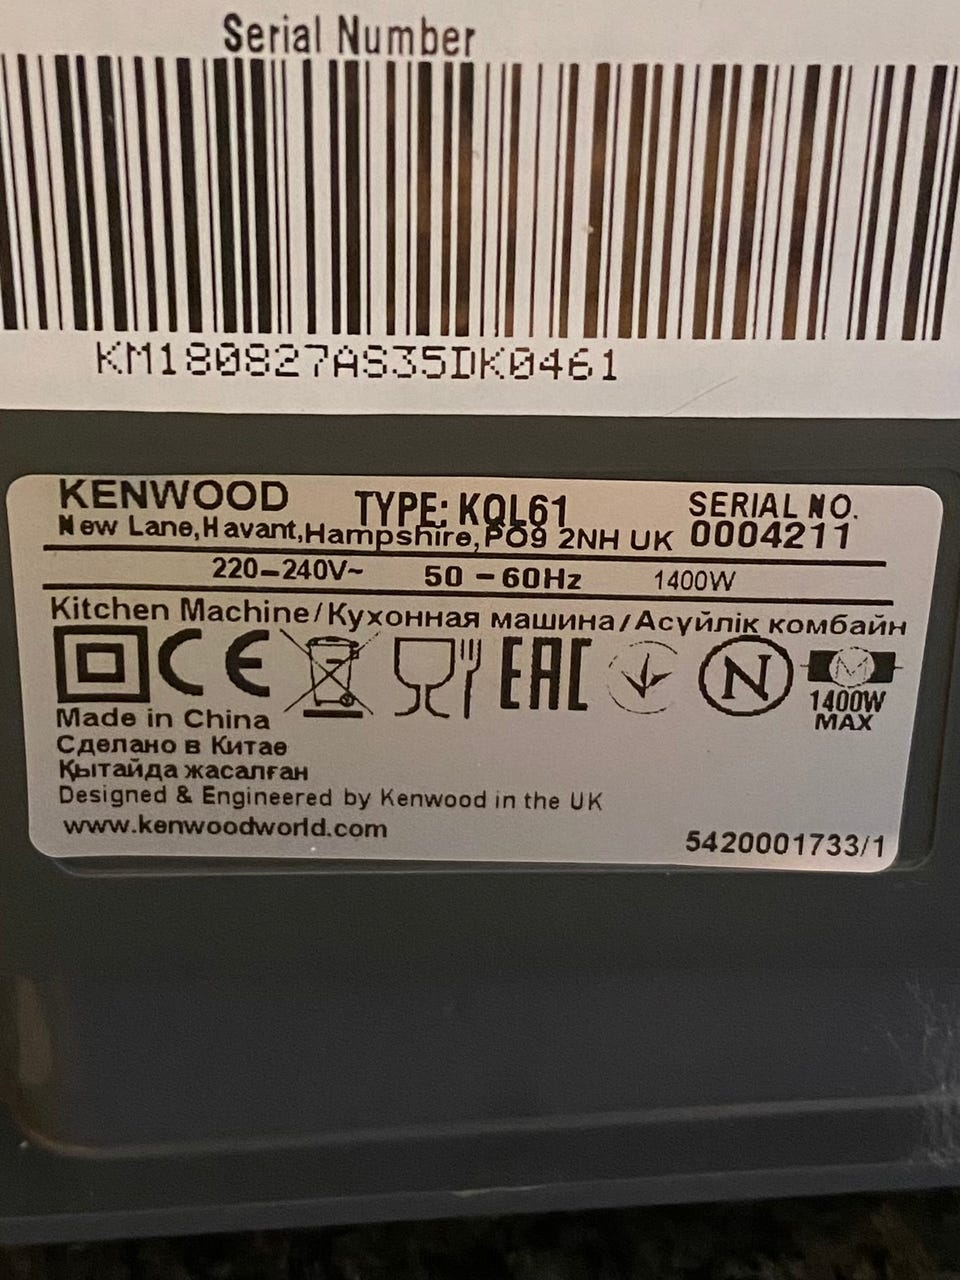 Serial Number
KM180827AS35DK0461
KENWOOD TYPE: KQL61 SERIAL NO.
New Lane,Havant,Hampshire,PO9 2NH UK 0004211
220-240V~ 50-60Hz 1400W
Kitchen Machine/Кухонная машина/Асүйлік комбайн
CE EAC N M
1400W
MAX
Made in China
Сделано в Китае
Қытайда жасалған
Designed & Engineered by Kenwood in the UK
www.kenwoodworld.com
5420001733/1